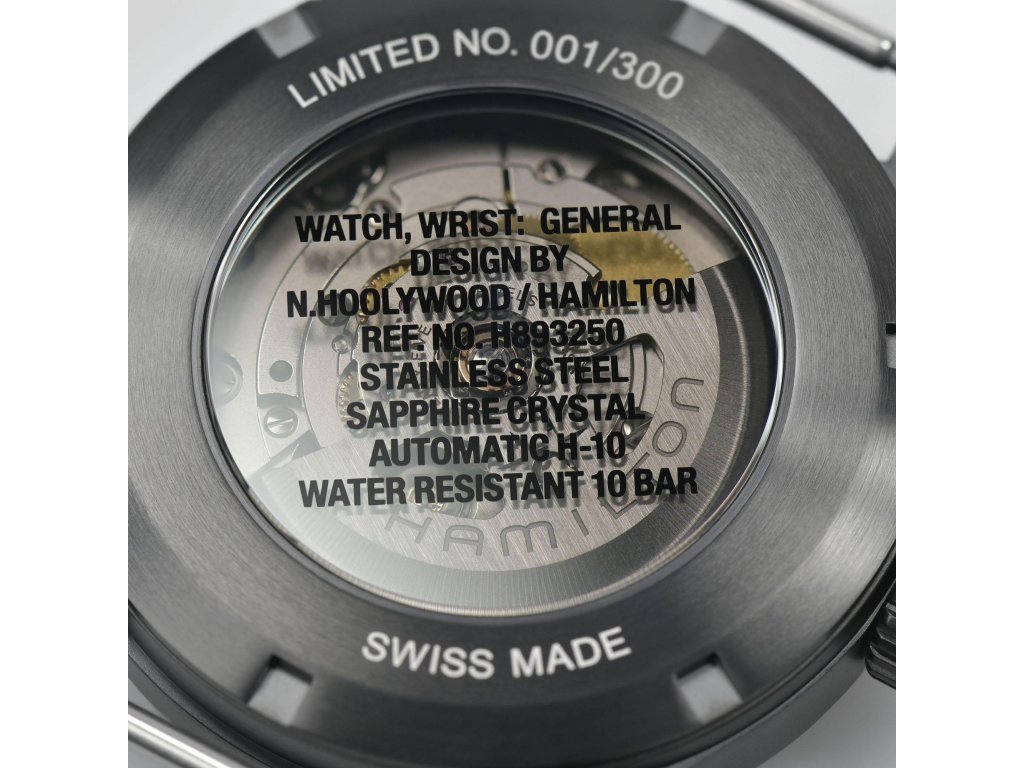 LIMITED NO. 001/300
WATCH, WRIST: GENERAL
DESIGN BY
N.HOOLYWOOD / HAMILTON
REF. NO. H893250
STAINLESS STEEL
SAPPHIRE CRYSTAL
AUTOMATIC H-10
WATER RESISTANT 10 BAR
HAMILTON
SWISS MADE